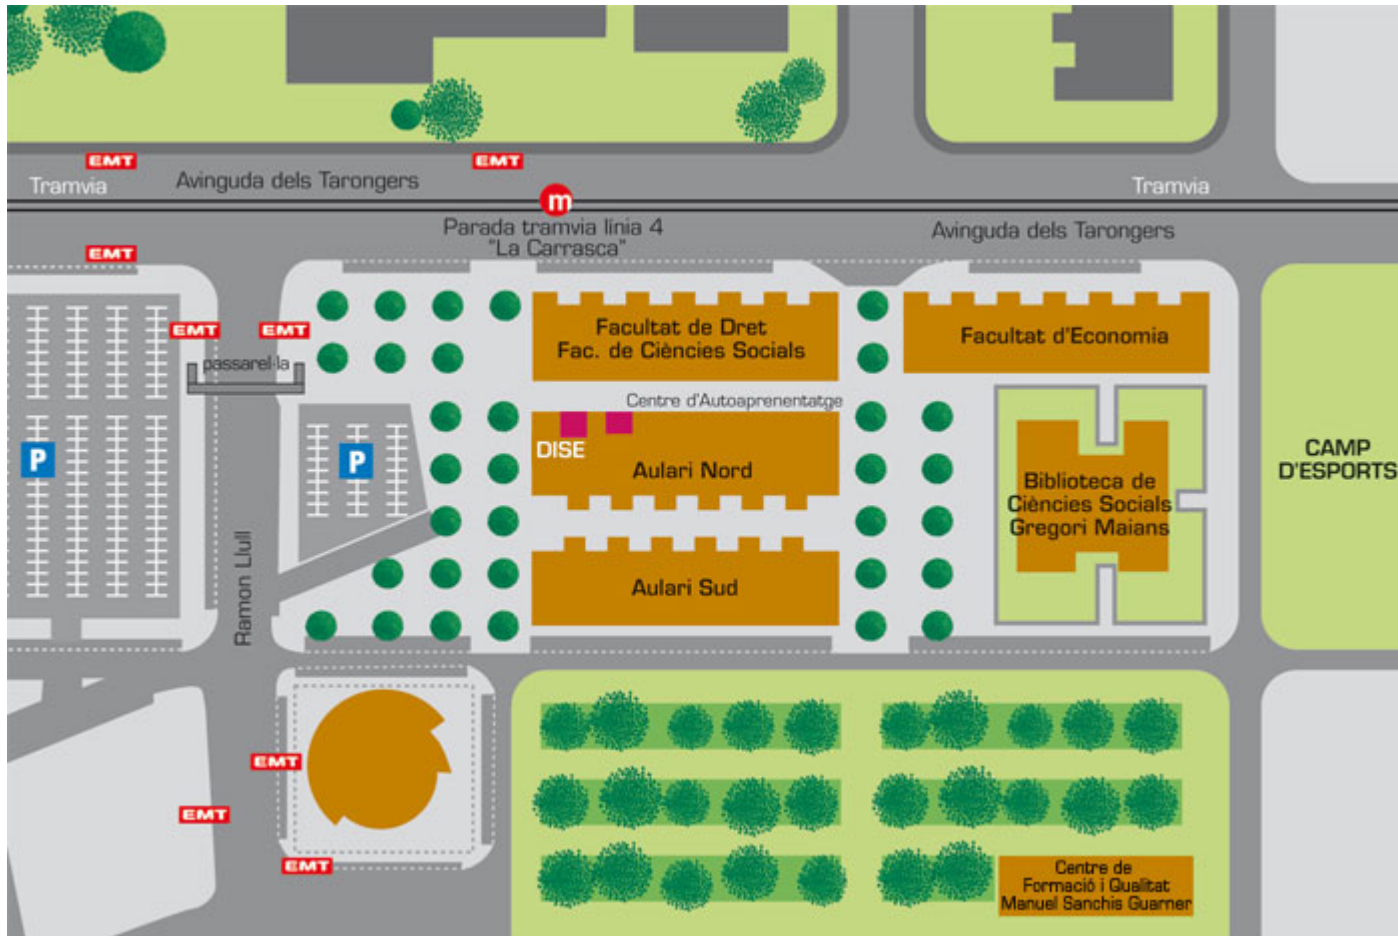 EMT
EMT
Tramvia
Avinguda dels Tarongers
Tramvia
m
Parada tramvia línia 4
"La Carrasca"
Avinguda dels Tarongers
EMT
EMT
EMT
passarel·la
Facultat de Dret
Fac. de Ciències Socials
Facultat d'Economia
Centre d'Autoaprenentatge
DISE
Aulari Nord
P
P
Biblioteca de
Ciències Socials
Gregori Maians
CAMP
D'ESPORTS
Ramon Llull
Aulari Sud
EMT
EMT
EMT
Centre de
Formació i Qualitat
Manuel Sanchis Guarner